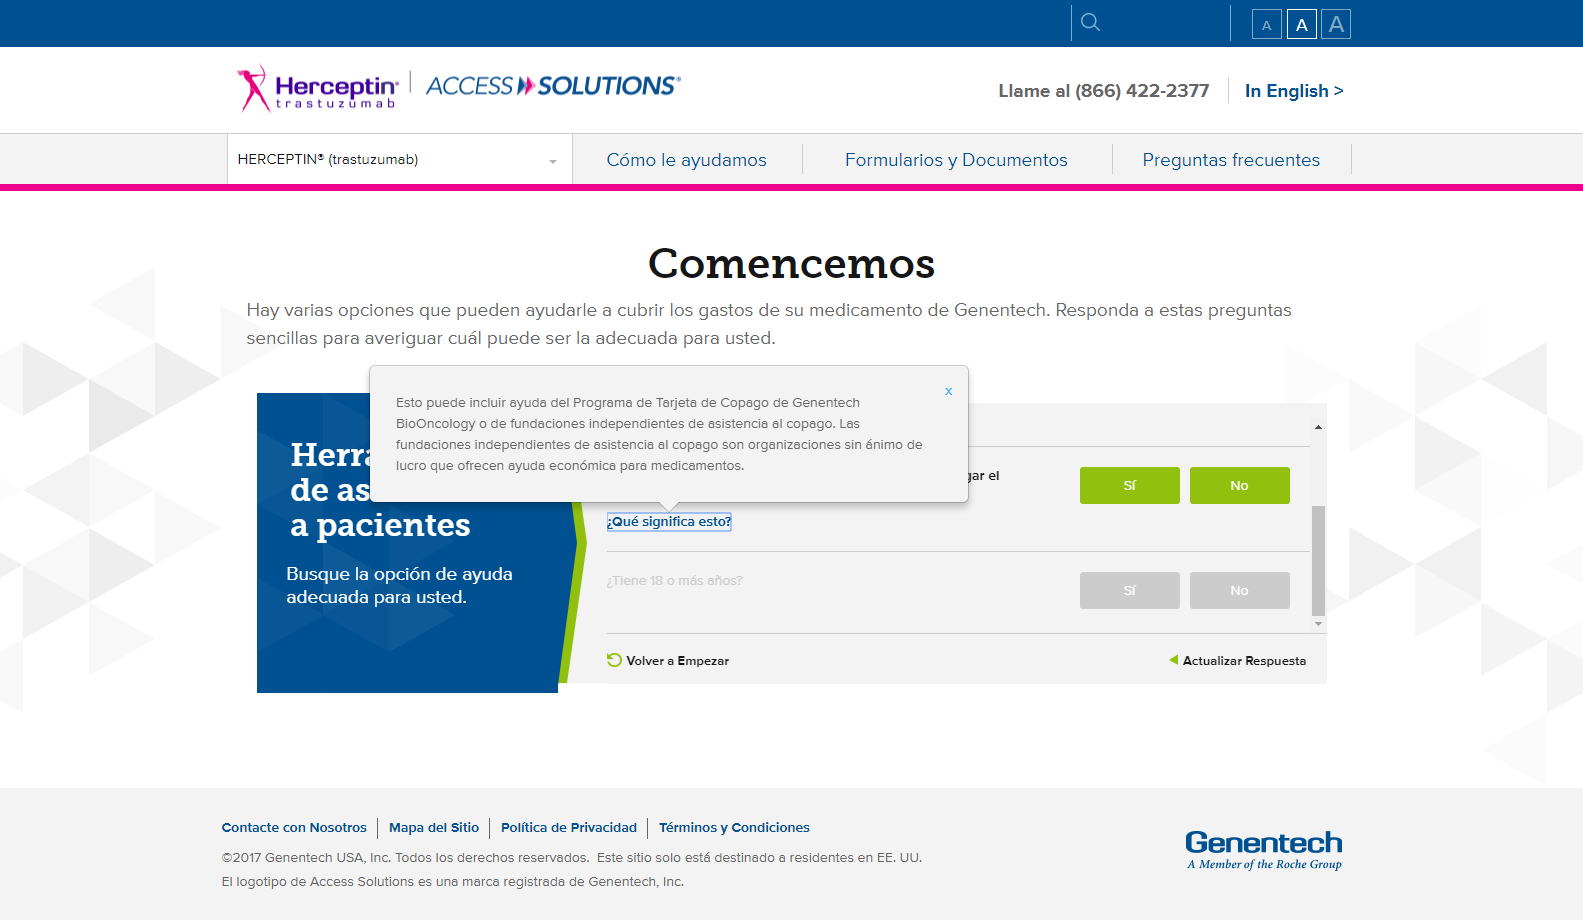 A A A
Herceptin®
trastuzumab
ACCESS SOLUTIONS®
Llame al (866) 422-2377
In English >
HERCEPTIN® (trastuzumab)
Cómo le ayudamos
Formularios y Documentos
Preguntas frecuentes
Comencemos
Hay varias opciones que pueden ayudarle a cubrir los gastos de su medicamento de Genentech. Responda a estas preguntas
sencillas para averiguar cuál puede ser la adecuada para usted.
x
Esto puede incluir ayuda del Programa de Tarjeta de Copago de Genentech
BioOncology o de fundaciones independientes de asistencia al copago. Las
fundaciones independientes de asistencia al copago son organizaciones sin ánimo de
lucro que ofrecen ayuda económica para medicamentos.
de as
a pacientes
Busque la opción de ayuda
adecuada para usted.
gar el
Sí No
¿Qué significa esto?
¿Tiene 18 o más años?
Sí No
Volver a Empezar
Actualizar Respuesta
Contacte con Nosotros
Mapa del Sitio
Política de Privacidad
Términos y Condiciones
©2017 Genentech USA, Inc. Todos los derechos reservados. Este sitio solo está destinado a residentes en EE. UU.
El logotipo de Access Solutions es una marca registrada de Genentech, Inc.
Genentech
A Member of the Roche Group